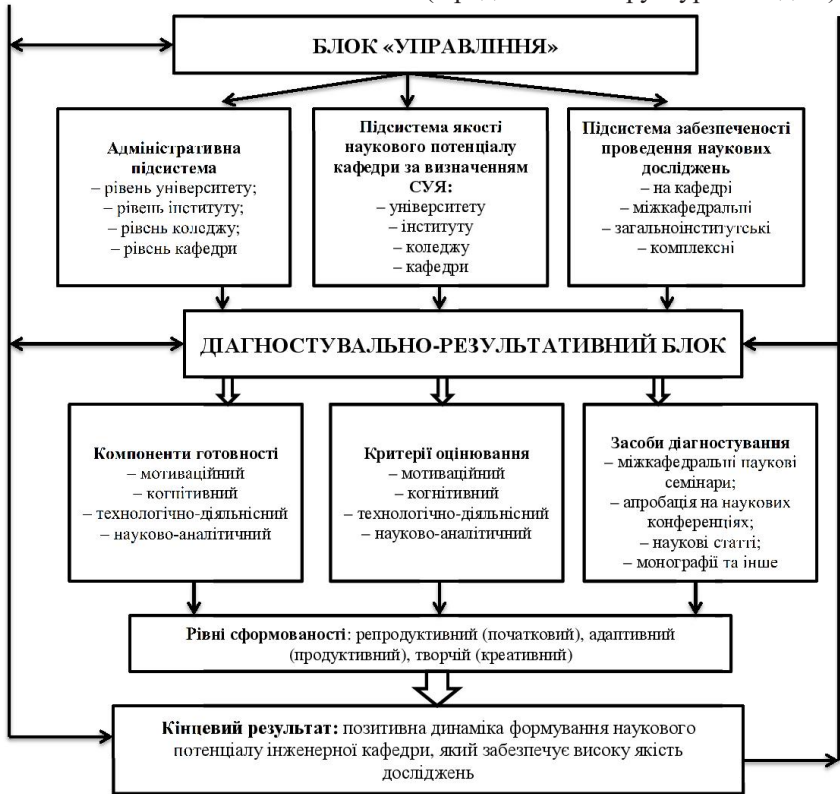 БЛОК «УПРАВЛІННЯ»
Адміністративна
підсистема
– рівень університету;
– рівень інституту;
– рівень коледжу;
– рівень кафедри
Підсистема якості
наукового потенціалу
кафедри за визначенням
СУЯ:
– університету
– інституту
– коледжу
– кафедри
Підсистема забезпеченості
проведення наукових
досліджень
– на кафедрі
– міжкафедральні
– загальноінститутські
– комплексні
ДІАГНОСТУВАЛЬНО-РЕЗУЛЬТАТИВНИЙ БЛОК
Компоненти готовності
– мотиваційний
– когнітивний
– технологічно-діяльнісний
– науково-аналітичний
Критерії оцінювання
– мотиваційний
– когнітивний
– технологічно-діяльнісний
– науково-аналітичний
Засоби діагностування
– міжкафедральні наукові
семінари;
– апробація на наукових
конференціях;
– наукові статті;
– монографії та інше
Рівні сформованості: репродуктивний (початковий), адаптивний
(продуктивний), творчій (креативний)
Кінцевий результат: позитивна динаміка формування наукового
потенціалу інженерної кафедри, який забезпечує високу якість
досліджень